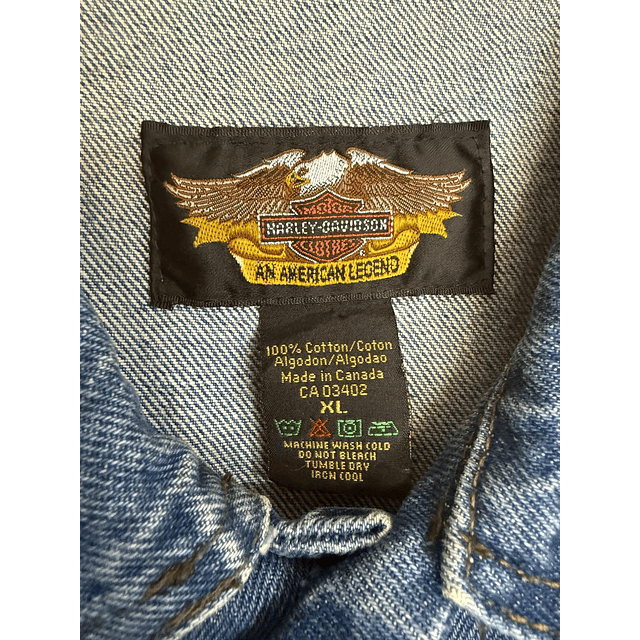 MOTOR
HARLEY-DAVIDSON
CLOTHES
AN AMERICAN LEGEND
100% Cotton/Coton
Algodon/Algodao
Made in Canada
CA 03402
XL
MACHINE WASH COLD
DO NOT BLEACH
TUMBLE DRY
IRON COOL